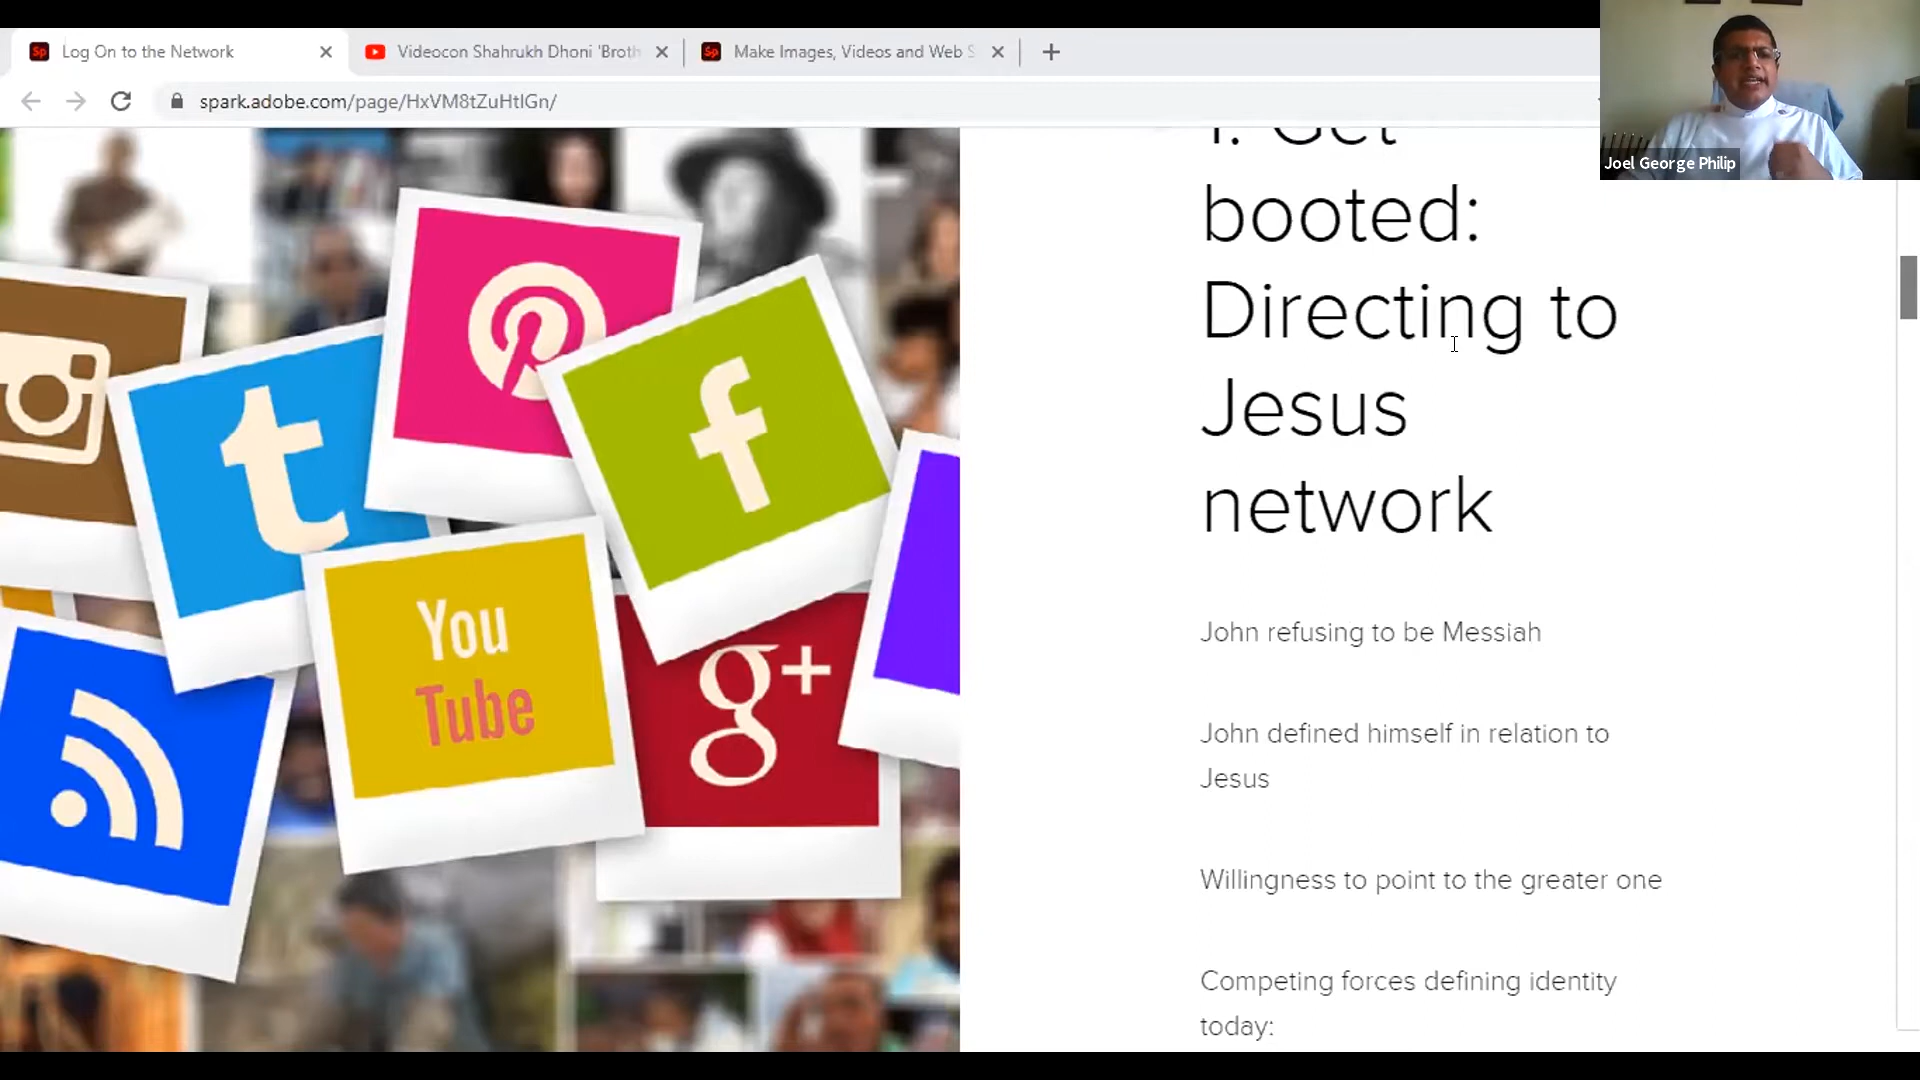 Log On to the Network
Videocon Shahrukh Dhoni 'Broth
Make Images, Videos and Web S
spark.adobe.com/page/HxVM8tZuHtlGn/
Joel George Philip
1. Get
booted:
Directing to
Jesus
network
John refusing to be Messiah
John defined himself in relation to
Jesus
Willingness to point to the greater one
Competing forces defining identity
today:
t
f
You
Tube
g+